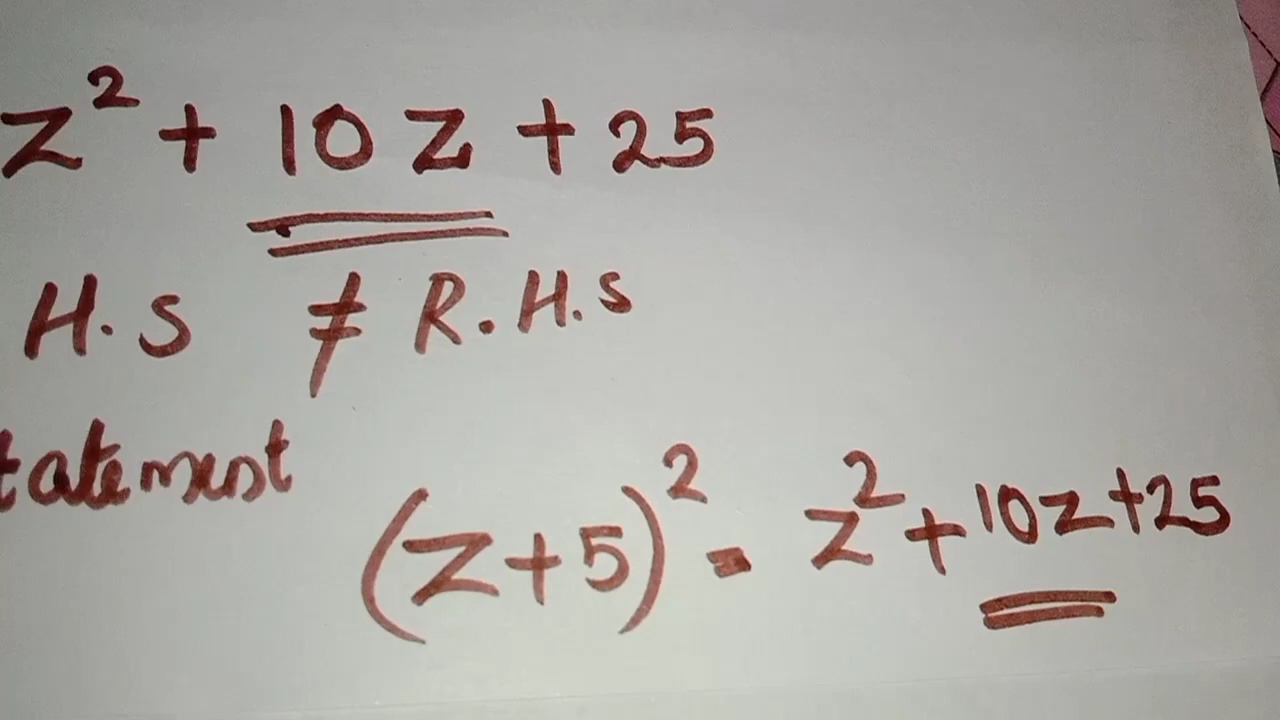 z² + 10z + 25
H.S ≠ R.H.S
tatement
(z+5)² = z² + 10z + 25